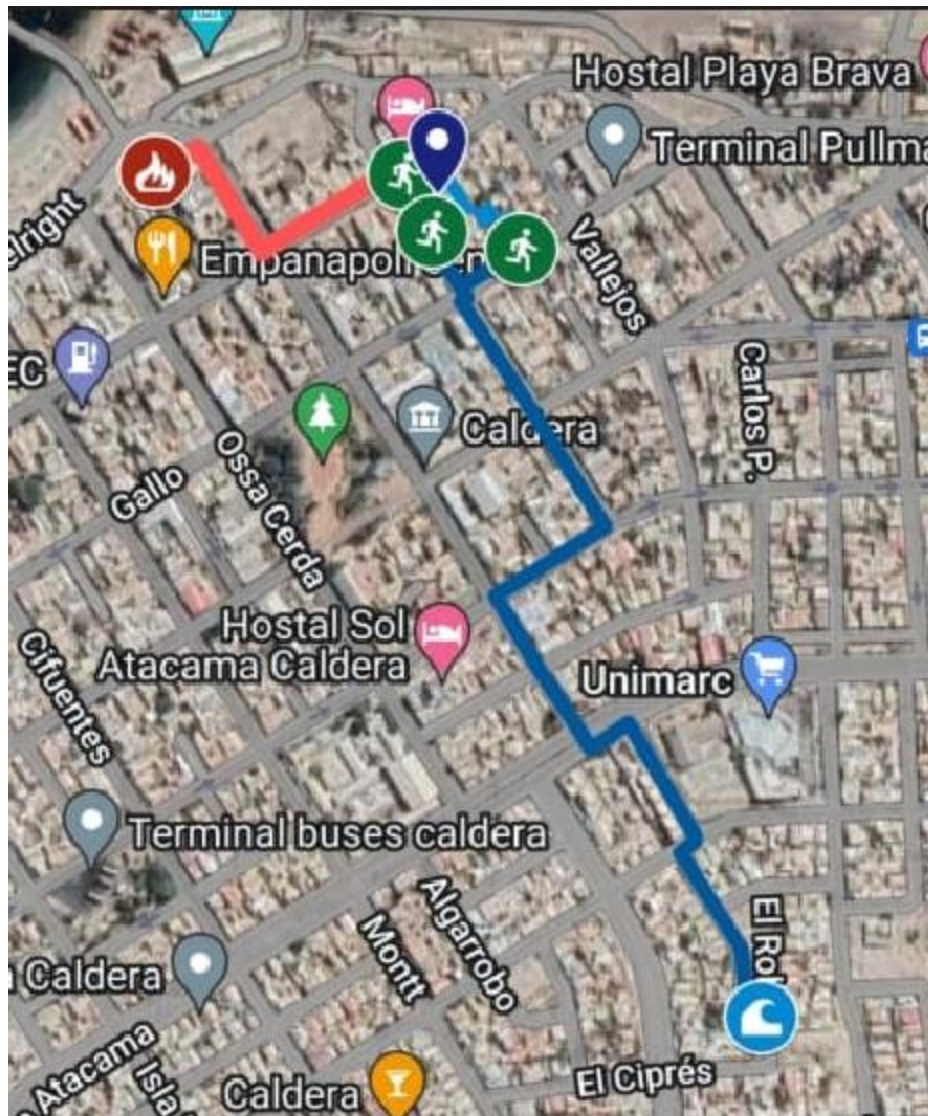 Hostal Playa Brava
Terminal Pullma
elright
Vallejos
EC
Carlos P.
Caldera
Gallo
Ossa Cerda
Hostal Sol
Atacama Caldera
Unimarc
Cifuentes
Terminal buses caldera
Algarrobo
Montt
El Ro
a Caldera
Atacama
Isla
El Ciprés
Caldera